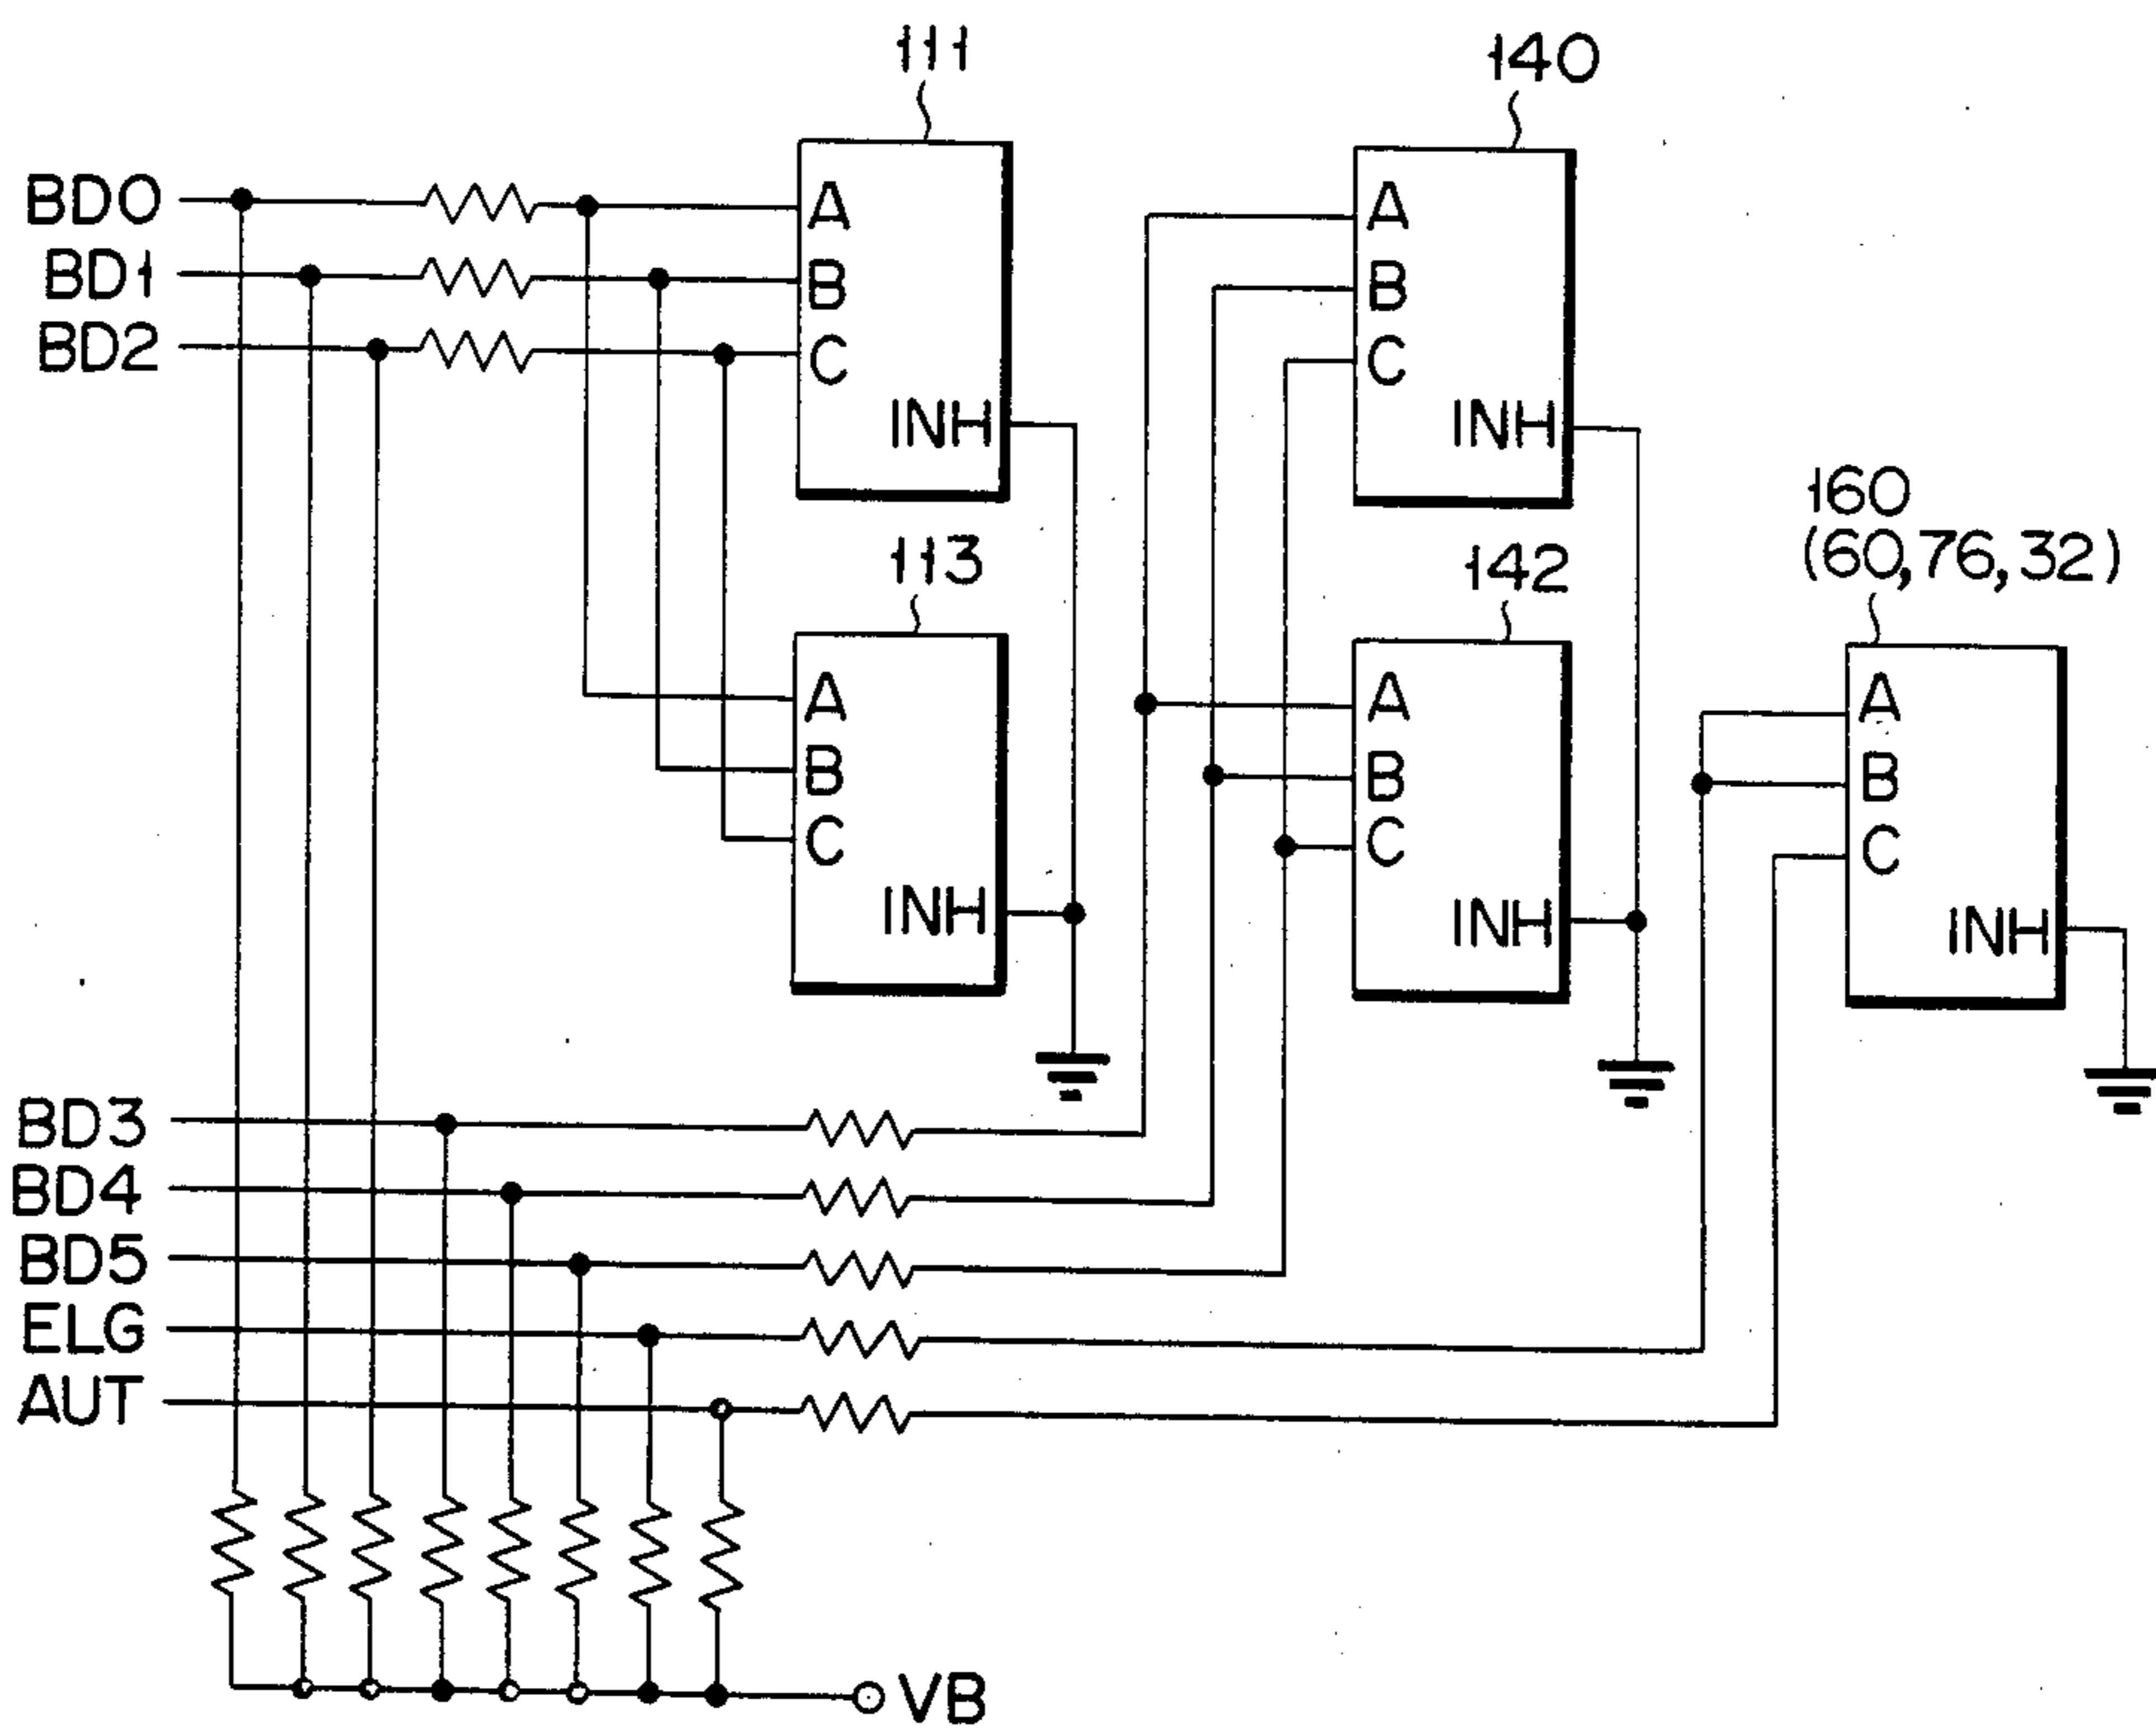 111
140
BD0
BD1
BD2
A
B
C
INH
A
B
C
INH
160
(60,76,32)
113
142
A
B
C
INH
A
B
C
INH
A
B
C
INH
BD3
BD4
BD5
ELG
AUT
VB